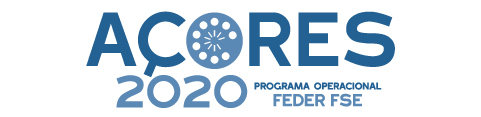 AÇORES
2020 PROGRAMA OPERACIONAL
FEDER FSE